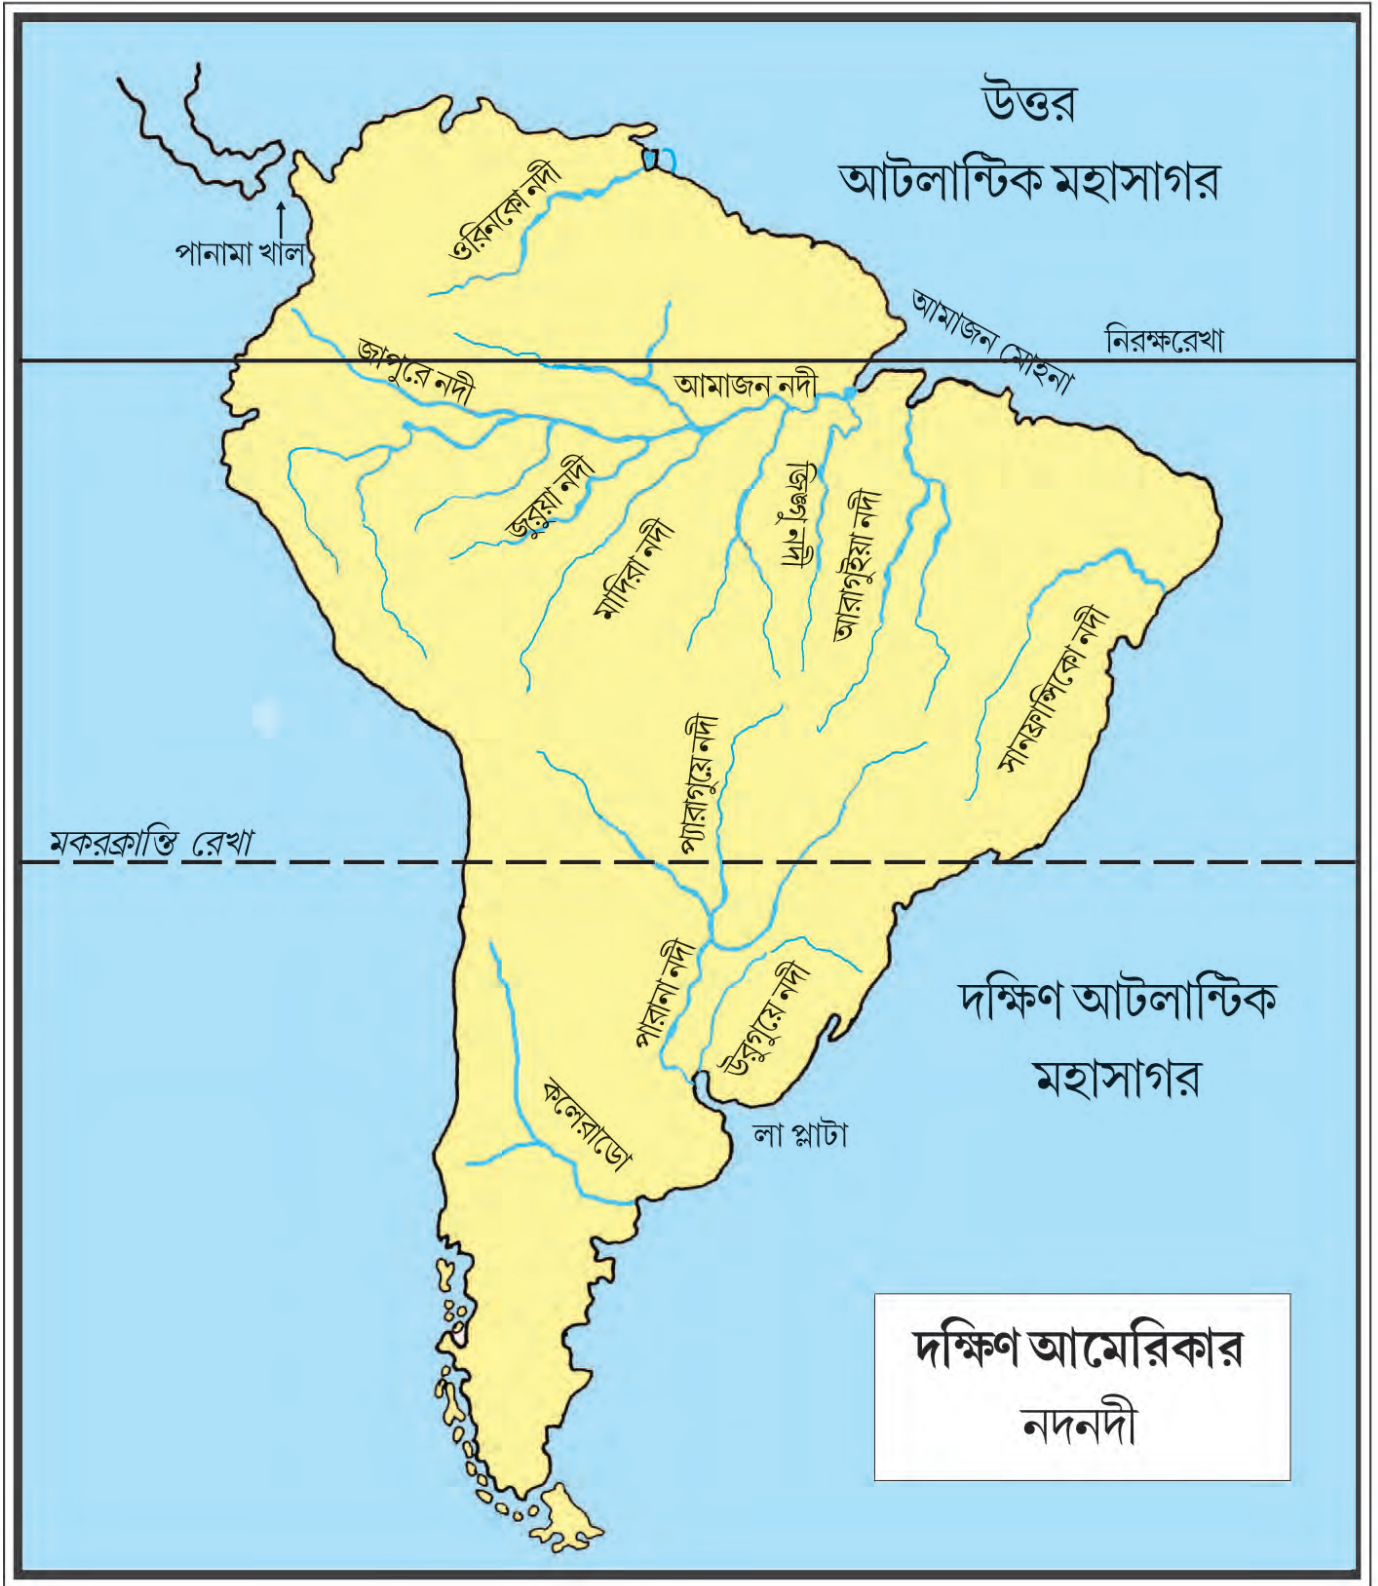 উত্তর
আটলান্টিক মহাসাগর
ওরিনকো নদী
পানামা খাল
আমাজন মোহনা
নিরক্ষরেখা
জাপুরে নদী
আমাজন নদী
জুরুয়া নদী
মাদিরা নদী
নদী
আরাগুইয়া নদী
সানফ্রান্সিকো নদী
প্যারাগুয়ে নদী
মকরক্রান্তি রেখা
পারানা নদী
উরুগুয়ে নদী
দক্ষিণ আটলান্টিক
মহাসাগর
কলোরাডো
লা প্লাটা
দক্ষিণ আমেরিকার
নদনদী